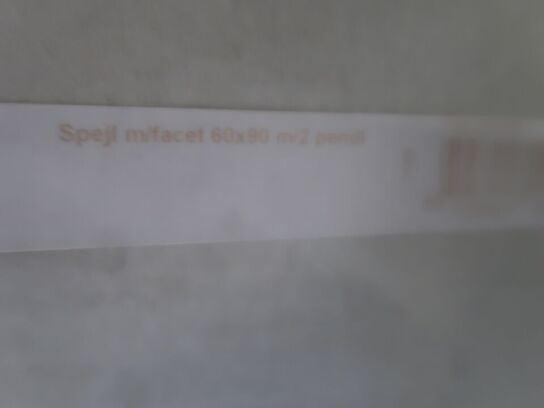 Spejl m/facet 60x90 m/2 pendl